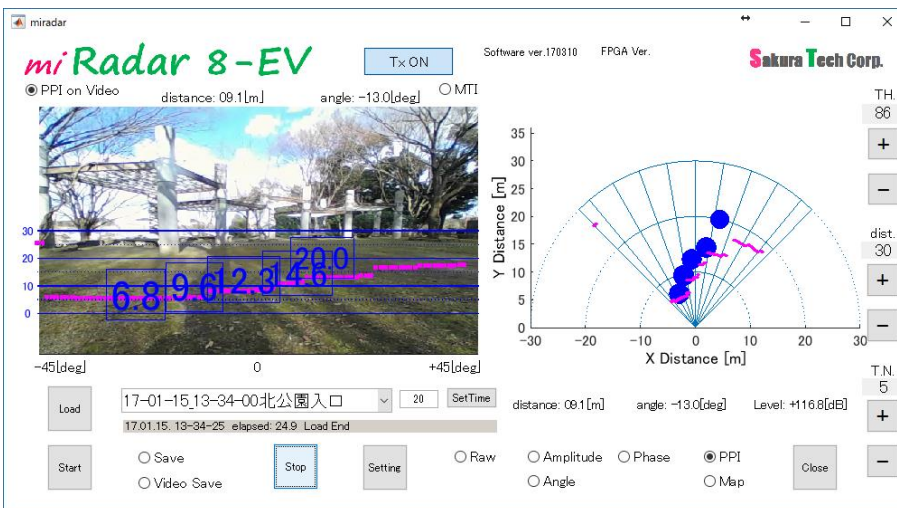 miradar
mi Radar 8-EV
Tx ON
Software ver.170310 FPGA Ver.
Sakura Tech Corp.
PPI on Video
distance: 09.1[m] angle: -13.0[deg]
MTI
TH.
86
+
−
dist.
30
+
−
T.N.
5
+
−
30
20
10
0
6.8
9.6
12.3
14.6
20.0
-45[deg] 0 +45[deg]
35
30
25
20
15
10
5
0
Y Distance [m]
-30 -20 -10 0 10 20 30
X Distance [m]
Load
17-01-15_13-34-00北公園入口
20
SetTime
17.01.15. 13-34-25 elapsed: 24.9 Load End
distance: 09.1[m] angle: -13.0[deg] Level: +116.8[dB]
Start
Save
Video Save
Stop
Setting
Raw
Amplitude
Phase
PPI
Angle
Map
Close